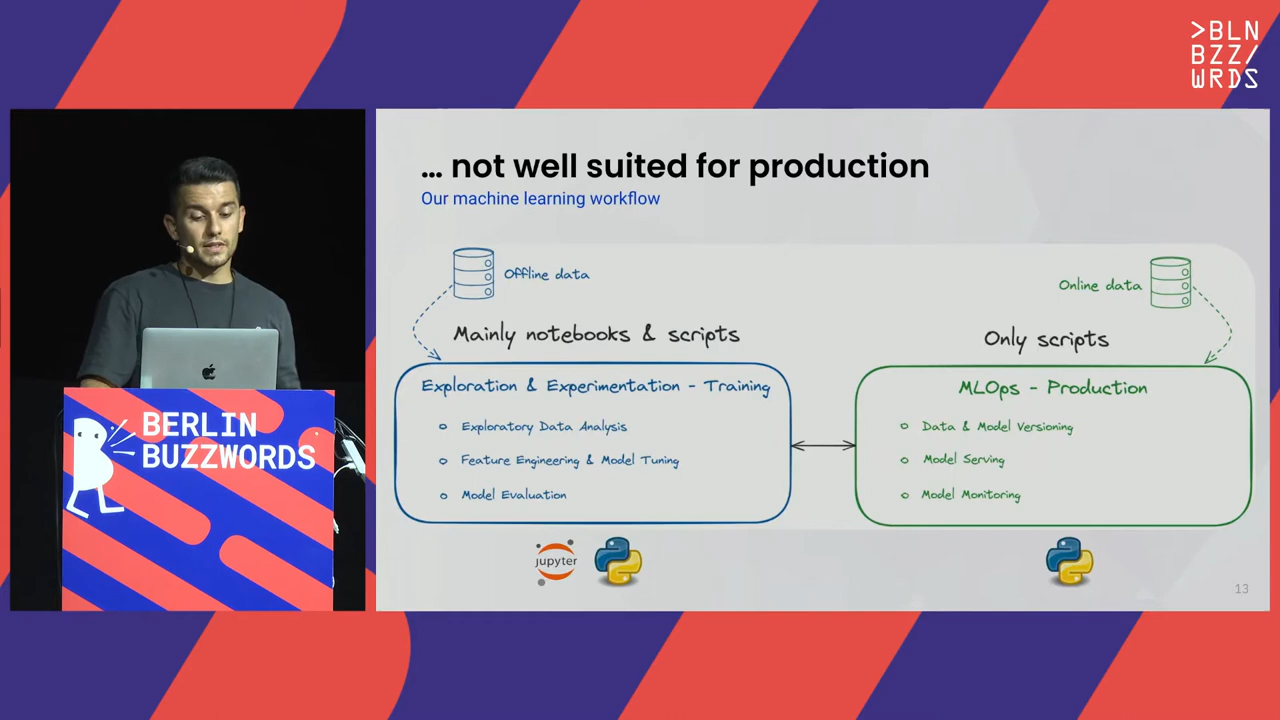 >BLN
BZZ/
WRDS
… not well suited for production
Our machine learning workflow
Offline data
Online data
Mainly notebooks & scripts
Only scripts
Exploration & Experimentation - Training
Exploratory Data Analysis
Feature Engineering & Model Tuning
Model Evaluation
MLOps - Production
Data & Model Versioning
Model Serving
Model Monitoring
jupyter
13
BERLIN
BUZZWORDS